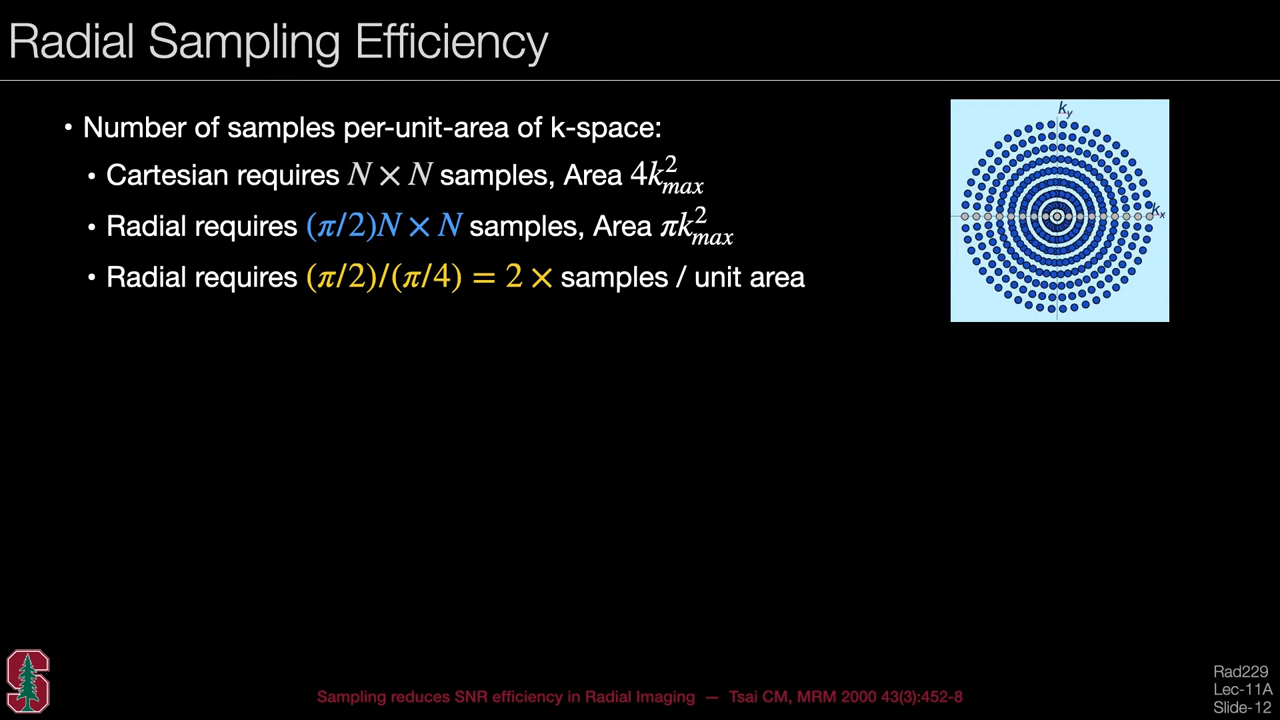 Radial Sampling Efficiency
• Number of samples per-unit-area of k-space:
• Cartesian requires N × N samples, Area 4k²max
• Radial requires (π/2)N × N samples, Area πk²max
• Radial requires (π/2)/(π/4) = 2 × samples / unit area
ky
kx
S
Sampling reduces SNR efficiency in Radial Imaging — Tsai CM, MRM 2000 43(3):452-8
Rad229
Lec-11A
Slide-12